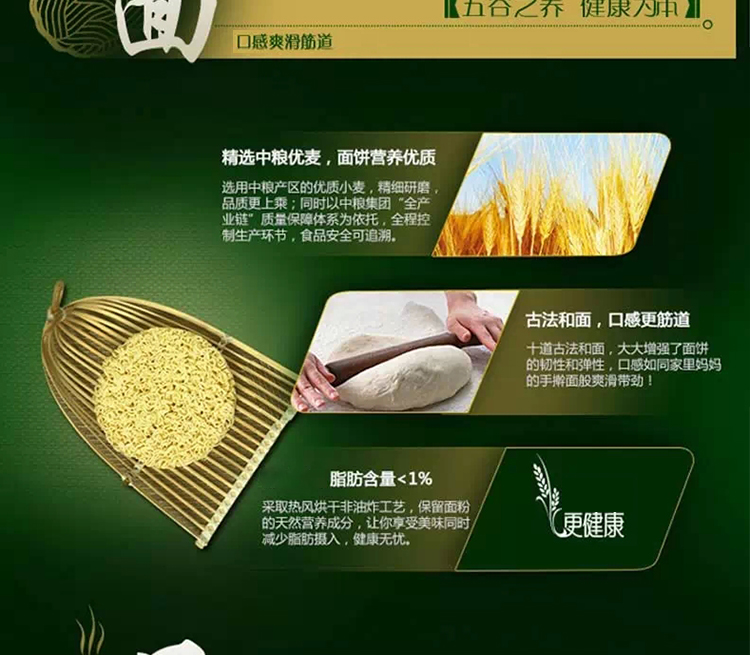 面
【五谷之养 健康为本】
口感爽滑筋道
精选中粮优麦，面饼营养优质
选用中粮产区的优质小麦，精细研磨，
品质更上乘；同时以中粮集团“全产
业链”质量保障体系为依托，全程控
制生产环节，食品安全可追溯。
古法和面，口感更筋道
十道古法和面，大大增强了面饼
的韧性和弹性，口感如同家里妈妈
的手擀面般爽滑带劲！
脂肪含量<1%
采取热风烘干非油炸工艺，保留面粉
的天然营养成分，让你享受美味同时
减少脂肪摄入，健康无忧。
更健康